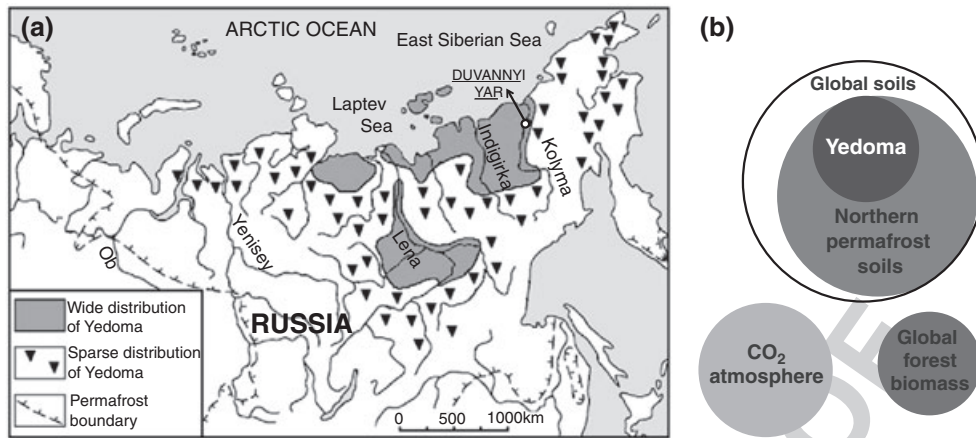 (a)
ARCTIC OCEAN
East Siberian Sea
DUVANNYI
YAR
Laptev
Sea
Indigirka
Kolyma
Lena
Yenisey
Ob
RUSSIA
Wide distribution
of Yedoma
Sparse distribution
of Yedoma
Permafrost
boundary
0 500 1000km
(b)
Global soils
Yedoma
Northern
permafrost
soils
CO₂
atmosphere
Global
forest
biomass